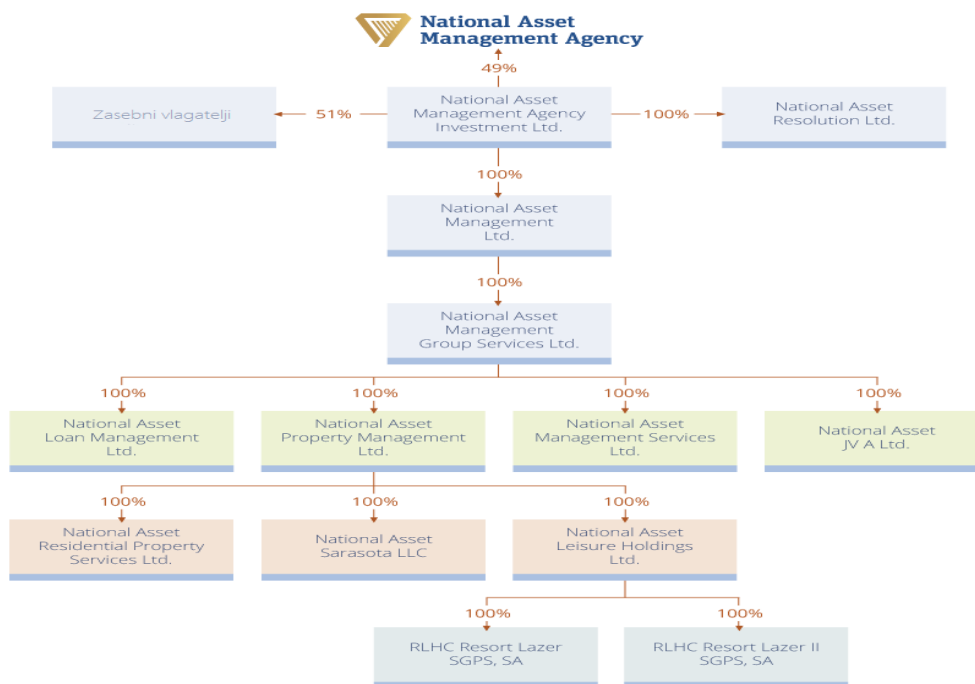 National Asset
Management Agency
49%
Zasebni vlagatelji
51%
National Asset
Management Agency
Investment Ltd.
100%
National Asset
Resolution Ltd.
100%
National Asset
Management
Ltd.
100%
National Asset
Management
Group Services Ltd.
100%
100%
100%
100%
National Asset
Loan Management
Ltd.
National Asset
Property Management
Ltd.
National Asset
Management Services
Ltd.
National Asset
JV A Ltd.
100%
100%
100%
National Asset
Residential Property
Services Ltd.
National Asset
Sarasota LLC
National Asset
Leisure Holdings
Ltd.
100%
100%
RLHC Resort Lazer
SGPS, SA
RLHC Resort Lazer II
SGPS, SA